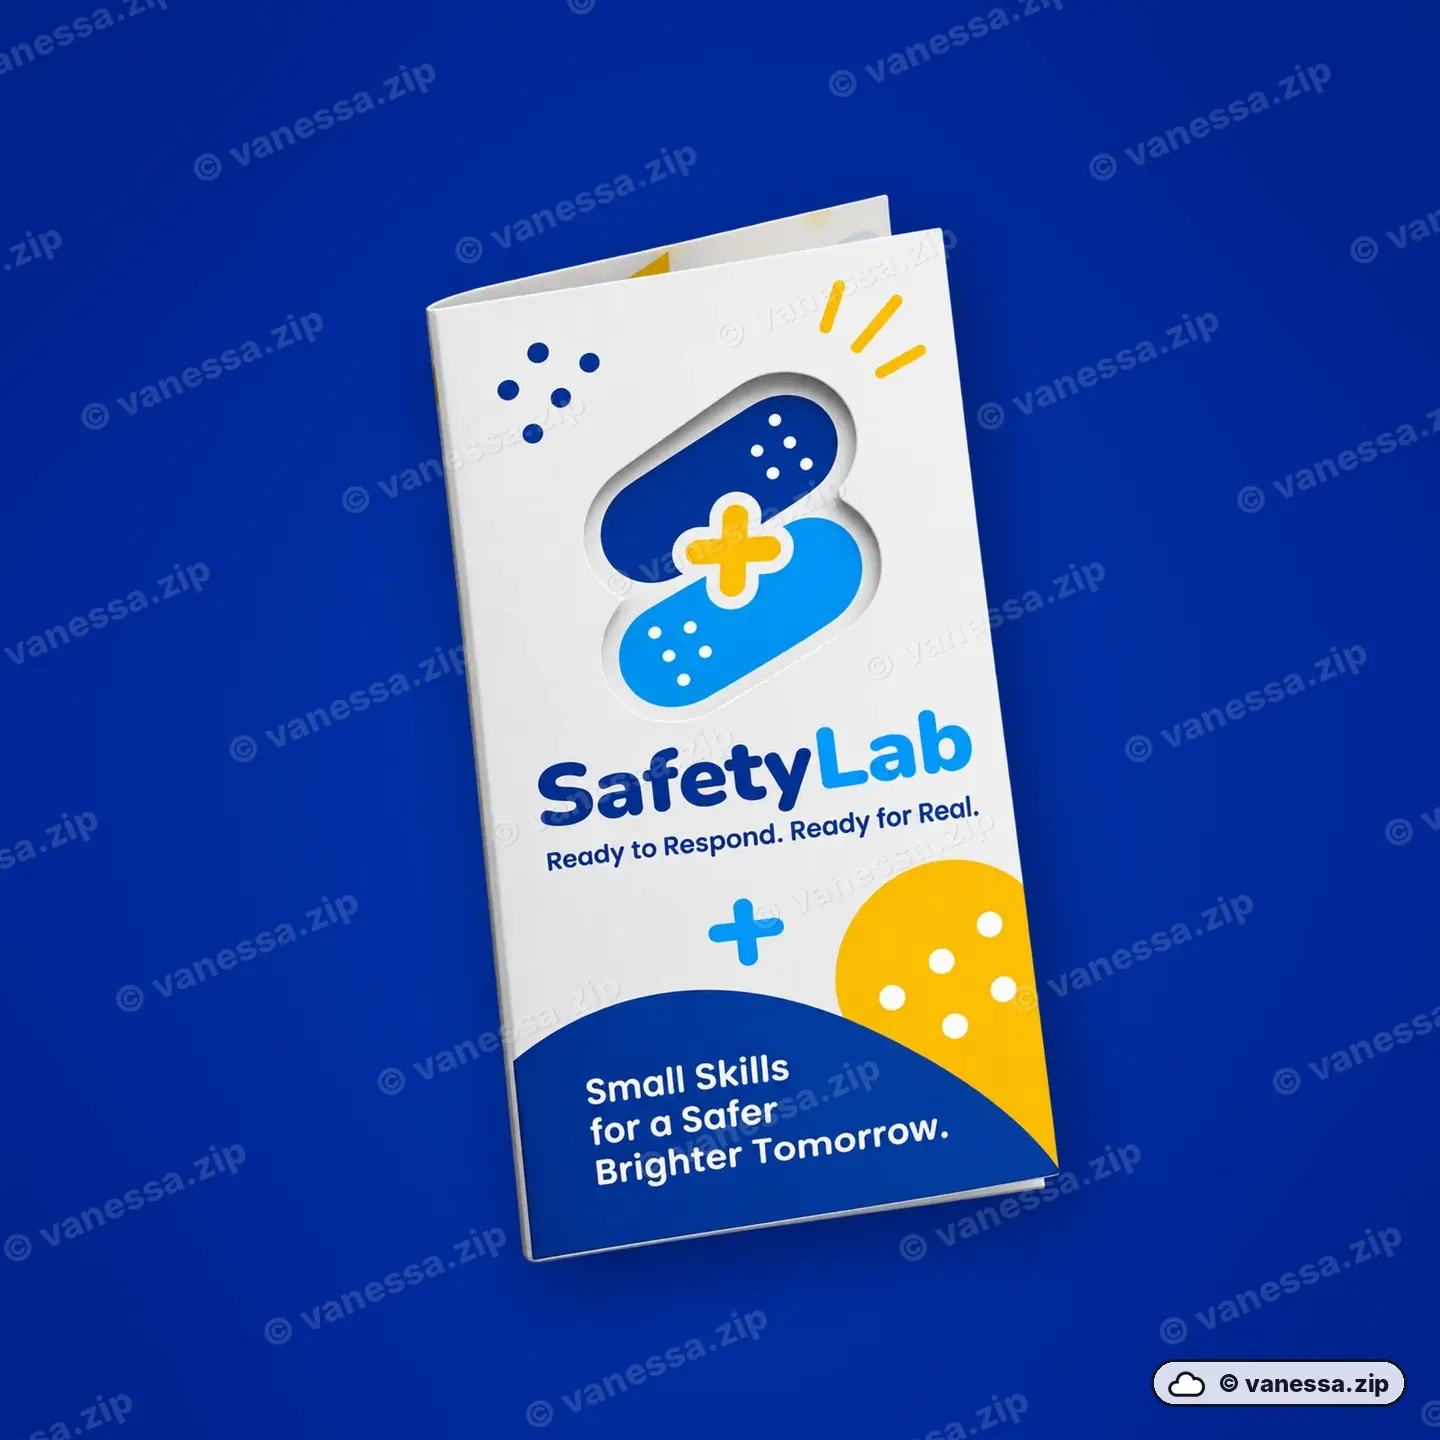 SafetyLab
Ready to Respond. Ready for Real.
Small Skills
for a Safer
Brighter Tomorrow.
© vanessa.zip